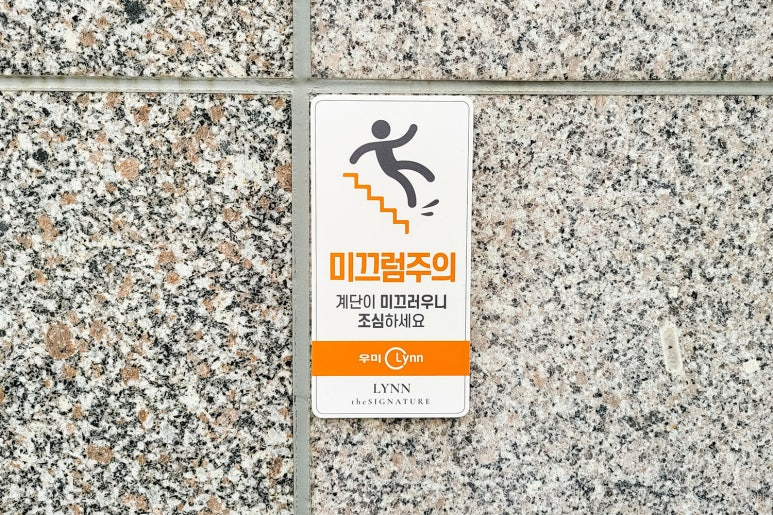 미끄럼주의
계단이 미끄러우니
조심하세요
우미 Lynn
LYNN
theSIGNATURE